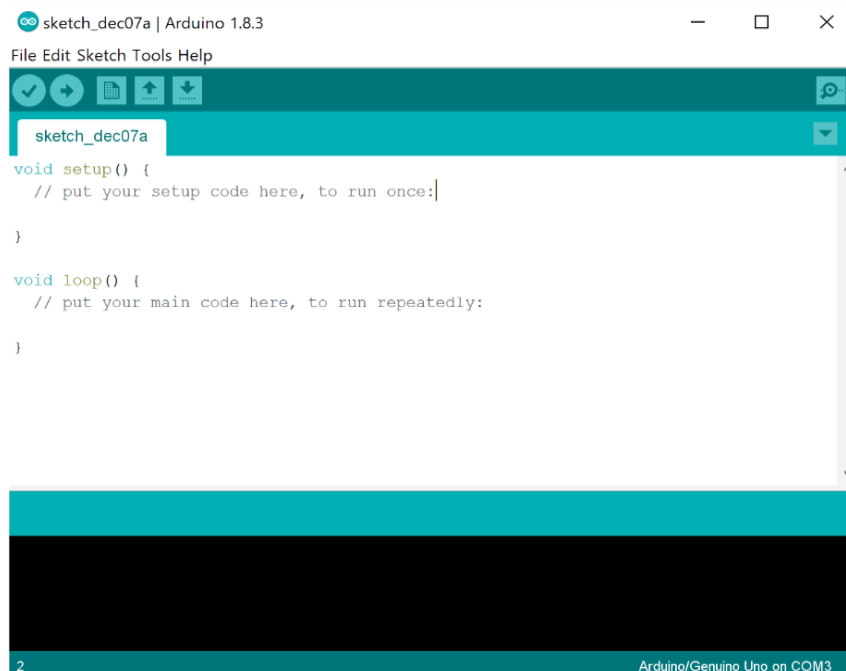 sketch_dec07a | Arduino 1.8.3
File Edit Sketch Tools Help
sketch_dec07a
void setup() {
  // put your setup code here, to run once:
}
void loop() {
  // put your main code here, to run repeatedly:
}
2
Arduino/Genuino Uno on COM3